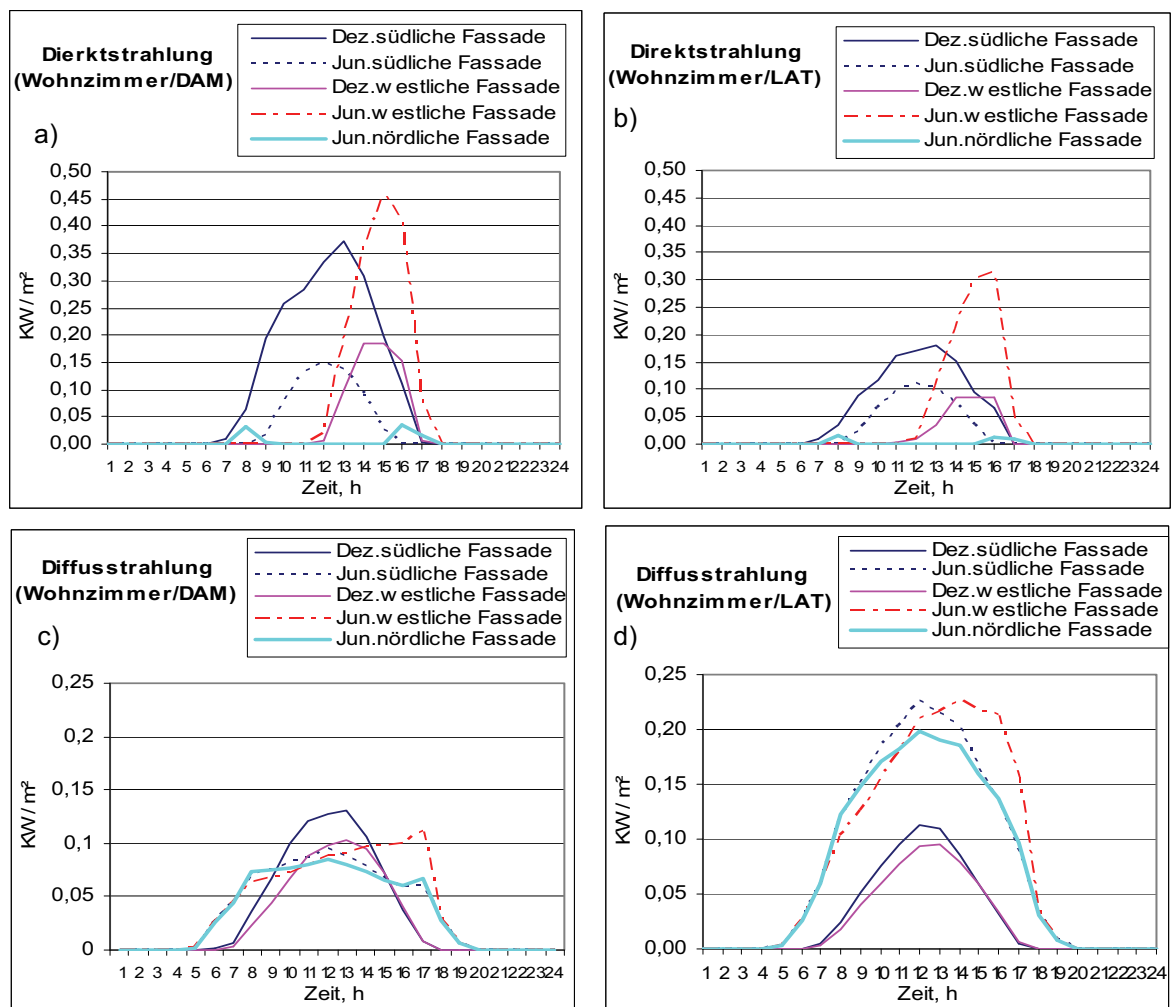 Dierktstrahlung
(Wohnzimmer/DAM)
a)
Dez.südliche Fassade
Jun.südliche Fassade
Dez.w estliche Fassade
Jun.w estliche Fassade
Jun.nördliche Fassade
0,50
0,45
0,40
0,35
0,30
0,25
0,20
0,15
0,10
0,05
0,00
KW / m²
1 2 3 4 5 6 7 8 9 10 11 12 13 14 15 16 17 18 19 20 21 22 23 24
Zeit, h
Direktstrahlung
(Wohnzimmer/LAT)
b)
Dez.südliche Fassade
Jun.südliche Fassade
Dez.w estliche Fassade
Jun.w estliche Fassade
Jun.nördliche Fassade
0,50
0,45
0,40
0,35
0,30
0,25
0,20
0,15
0,10
0,05
0,00
KW / m²
1 2 3 4 5 6 7 8 9 10 11 12 13 14 15 16 17 18 19 20 21 22 23 24
Zeit, h
Diffusstrahlung
(Wohnzimmer/DAM)
c)
Dez.südliche Fassade
Jun.südliche Fassade
Dez.w estliche Fassade
Jun.w estliche Fassade
Jun.nördliche Fassade
0,25
0,2
0,15
0,1
0,05
0
KW / m²
1 2 3 4 5 6 7 8 9 10 11 12 13 14 15 16 17 18 19 20 21 22 23 24
Zeit, h
Diffusstrahlung
(Wohnzimmer/LAT)
d)
Dez.südliche Fassade
Jun.südliche Fassade
Dez.w estliche Fassade
Jun.w estliche Fassade
Jun.nördliche Fassade
0,25
0,20
0,15
0,10
0,05
0,00
KW / m²
1 2 3 4 5 6 7 8 9 10 11 12 13 14 15 16 17 18 19 20 21 22 23 24
Zeit, h